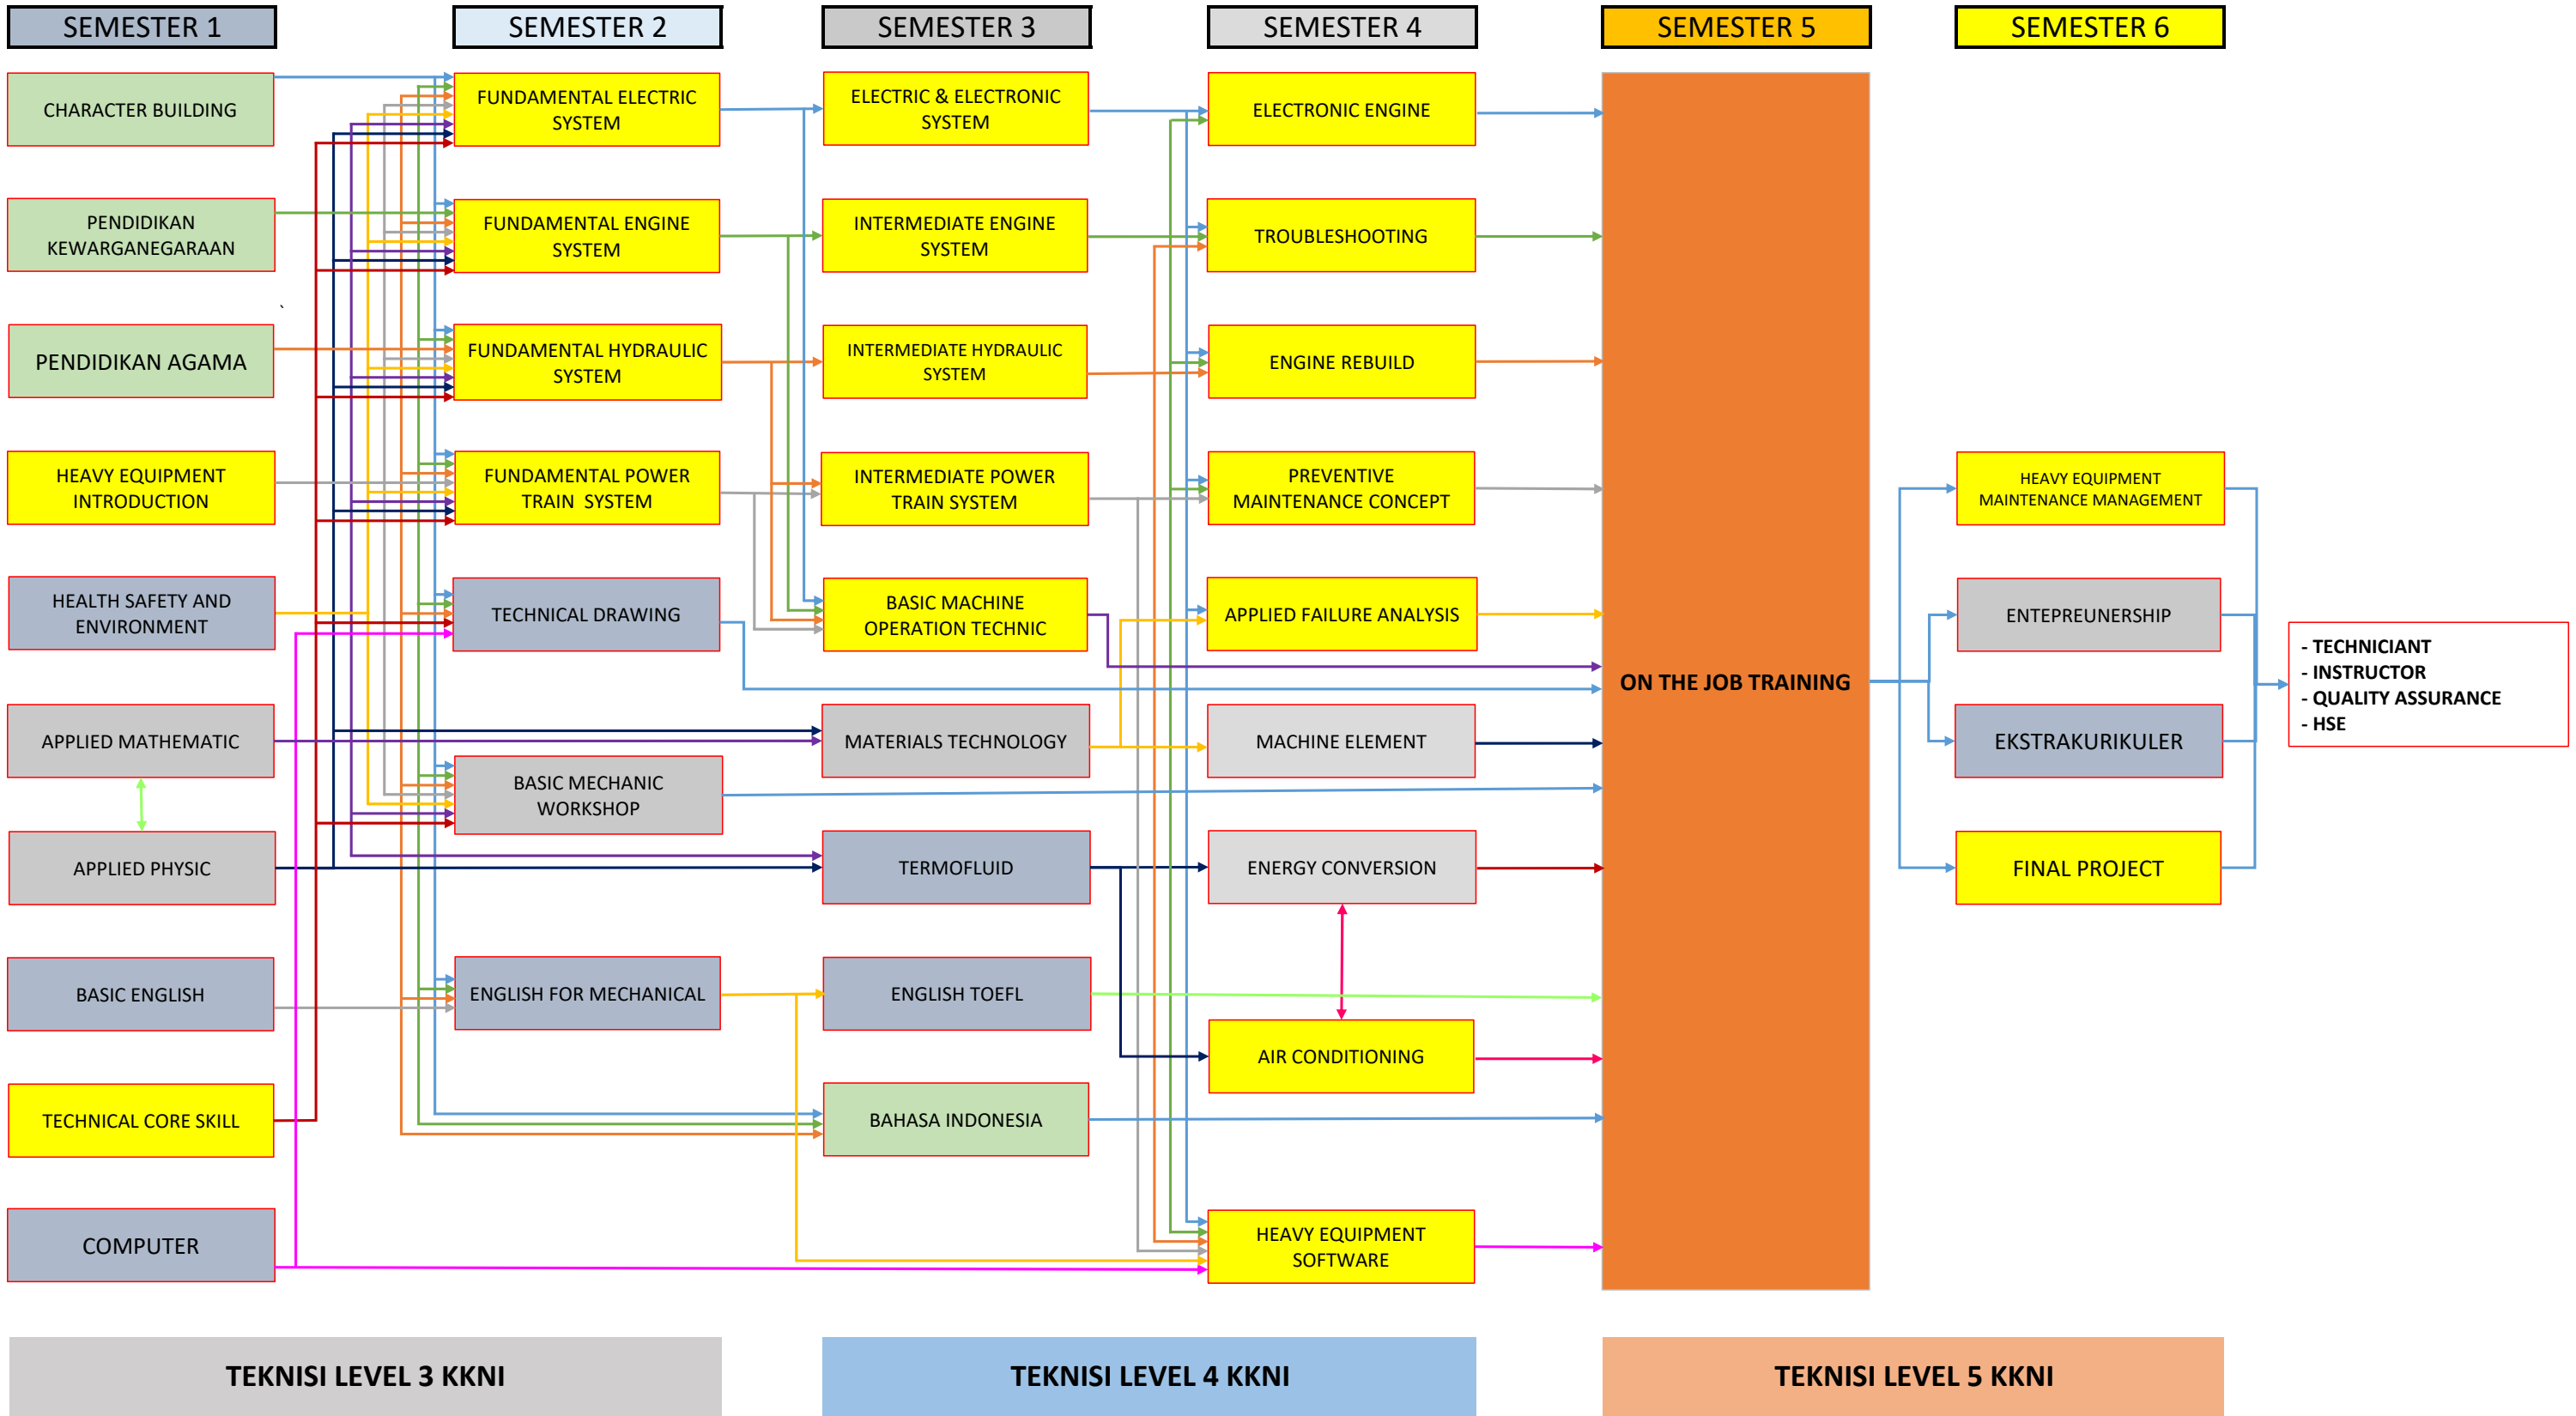 SEMESTER 1
SEMESTER 2
SEMESTER 3
SEMESTER 4
SEMESTER 5
SEMESTER 6
CHARACTER BUILDING
PENDIDIKAN
KEWARGANEGARAAN
`
PENDIDIKAN AGAMA
HEAVY EQUIPMENT
INTRODUCTION
HEALTH SAFETY AND
ENVIRONMENT
APPLIED MATHEMATIC
APPLIED PHYSIC
BASIC ENGLISH
TECHNICAL CORE SKILL
COMPUTER
FUNDAMENTAL ELECTRIC
SYSTEM
FUNDAMENTAL ENGINE
SYSTEM
FUNDAMENTAL HYDRAULIC
SYSTEM
FUNDAMENTAL POWER
TRAIN SYSTEM
TECHNICAL DRAWING
BASIC MECHANIC
WORKSHOP
ENGLISH FOR MECHANICAL
ELECTRIC & ELECTRONIC
SYSTEM
INTERMEDIATE ENGINE
SYSTEM
INTERMEDIATE HYDRAULIC
SYSTEM
INTERMEDIATE POWER
TRAIN SYSTEM
BASIC MACHINE
OPERATION TECHNIC
MATERIALS TECHNOLOGY
TERMOFLUID
ENGLISH TOEFL
BAHASA INDONESIA
ELECTRONIC ENGINE
TROUBLESHOOTING
ENGINE REBUILD
PREVENTIVE
MAINTENANCE CONCEPT
APPLIED FAILURE ANALYSIS
MACHINE ELEMENT
ENERGY CONVERSION
AIR CONDITIONING
HEAVY EQUIPMENT
SOFTWARE
ON THE JOB TRAINING
HEAVY EQUIPMENT
MAINTENANCE MANAGEMENT
ENTEPREUNERSHIP
EKSTRAKURIKULER
FINAL PROJECT
- TECHNICIANT
- INSTRUCTOR
- QUALITY ASSURANCE
- HSE
TEKNISI LEVEL 3 KKNI
TEKNISI LEVEL 4 KKNI
TEKNISI LEVEL 5 KKNI